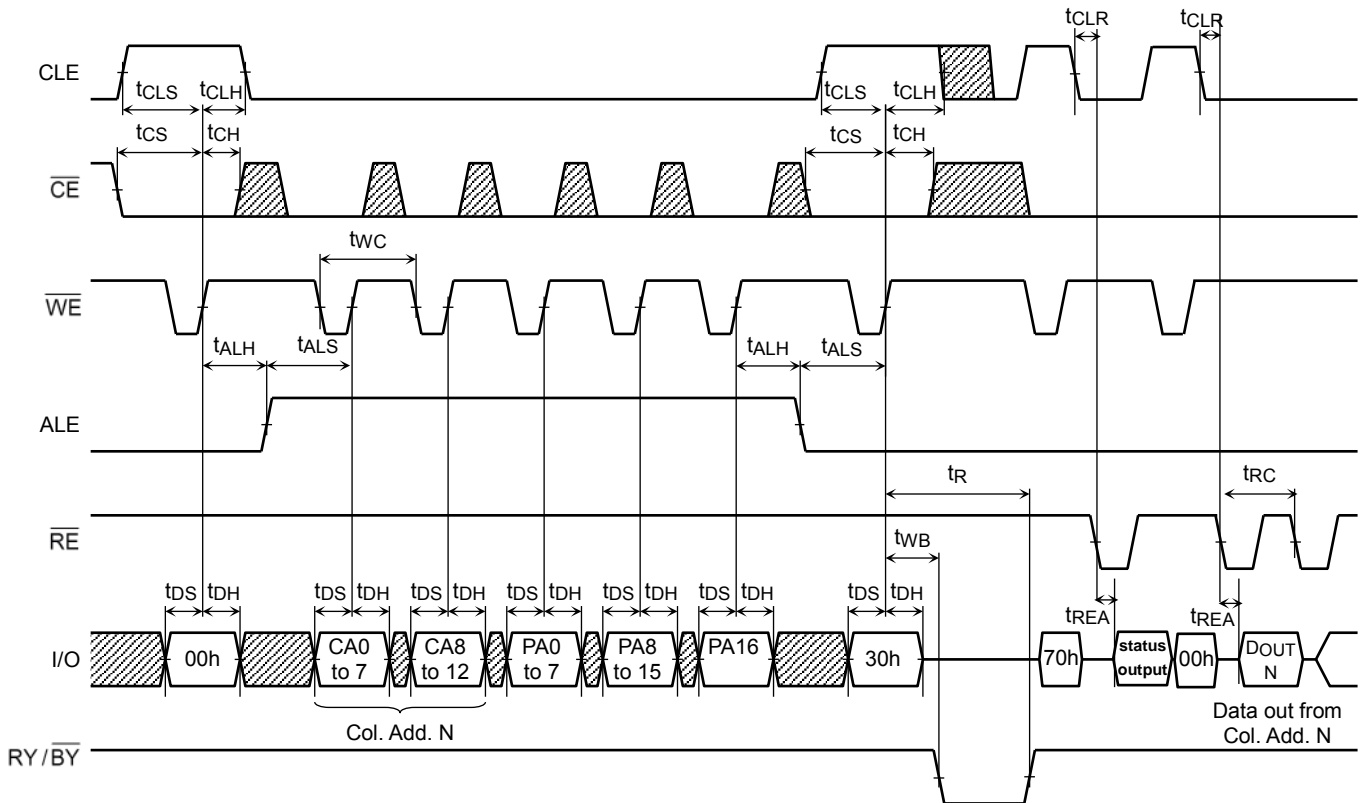 tCLR tCLR
CLE
tCLS tCLH tCLS tCLH
tCS tCH tCS tCH
CE
tWC
WE
tALH tALS tALH tALS
ALE
tR tRC
RE
tWB
tDS tDH tDS tDH tDS tDH tDS tDH tDS tDH tDS tDH tDS tDH
tREA tREA
I/O
00h
CA0 to 7
CA8 to 12
PA0 to 7
PA8 to 15
PA16
30h
70h
status output
00h
DOUT N
Col. Add. N
Data out from
Col. Add. N
RY/BY